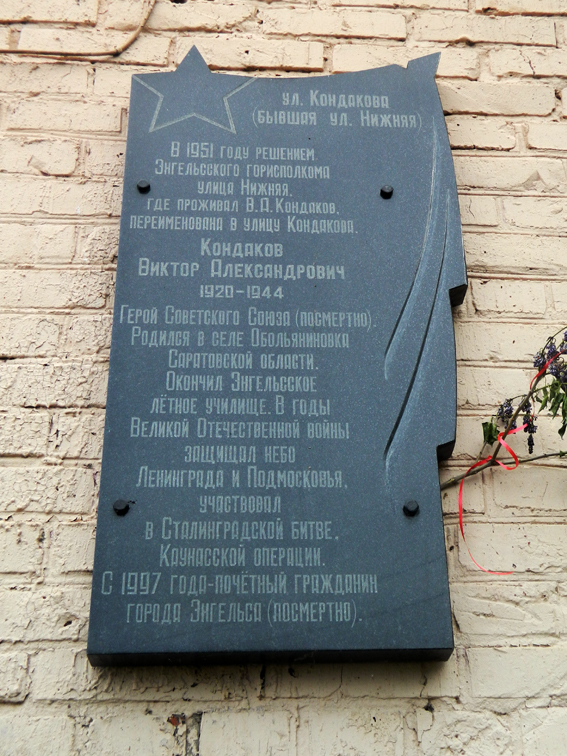 ул. Кондакова
(бывшая ул. Нижняя)
В 1951 году решением
Энгельсского горисполкома
улица Нижняя,
где проживал В.А.Кондаков,
переименована в улицу Кондакова.
Кондаков
Виктор Александрович
1920-1944
Герой Советского Союза (посмертно).
Родился в селе Обольяниновка
Саратовской области.
Окончил Энгельсское
лётное училище. В годы
Великой Отечественной войны
защищал небо
Ленинграда и Подмосковья,
участвовал
в Сталинградской битве,
Каунасской операции.
С 1997 года-почётный гражданин
города Энгельса (посмертно).